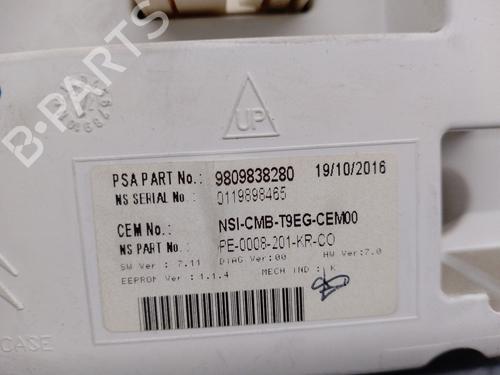 UP
B-PARTS
PSA PART No.: 9809838280 19/10/2016
NS SERIAL No.: 0119898465
CEM No.: NSI-CMB-T9EG-CEM00
NS PART No.: PE-0008-201-KR-CO
SW Ver : 7.11 DIAG Ver:00 HW Ver:7.0
EEPROM Ver : 1.1.4 MECH IND : K
CASE